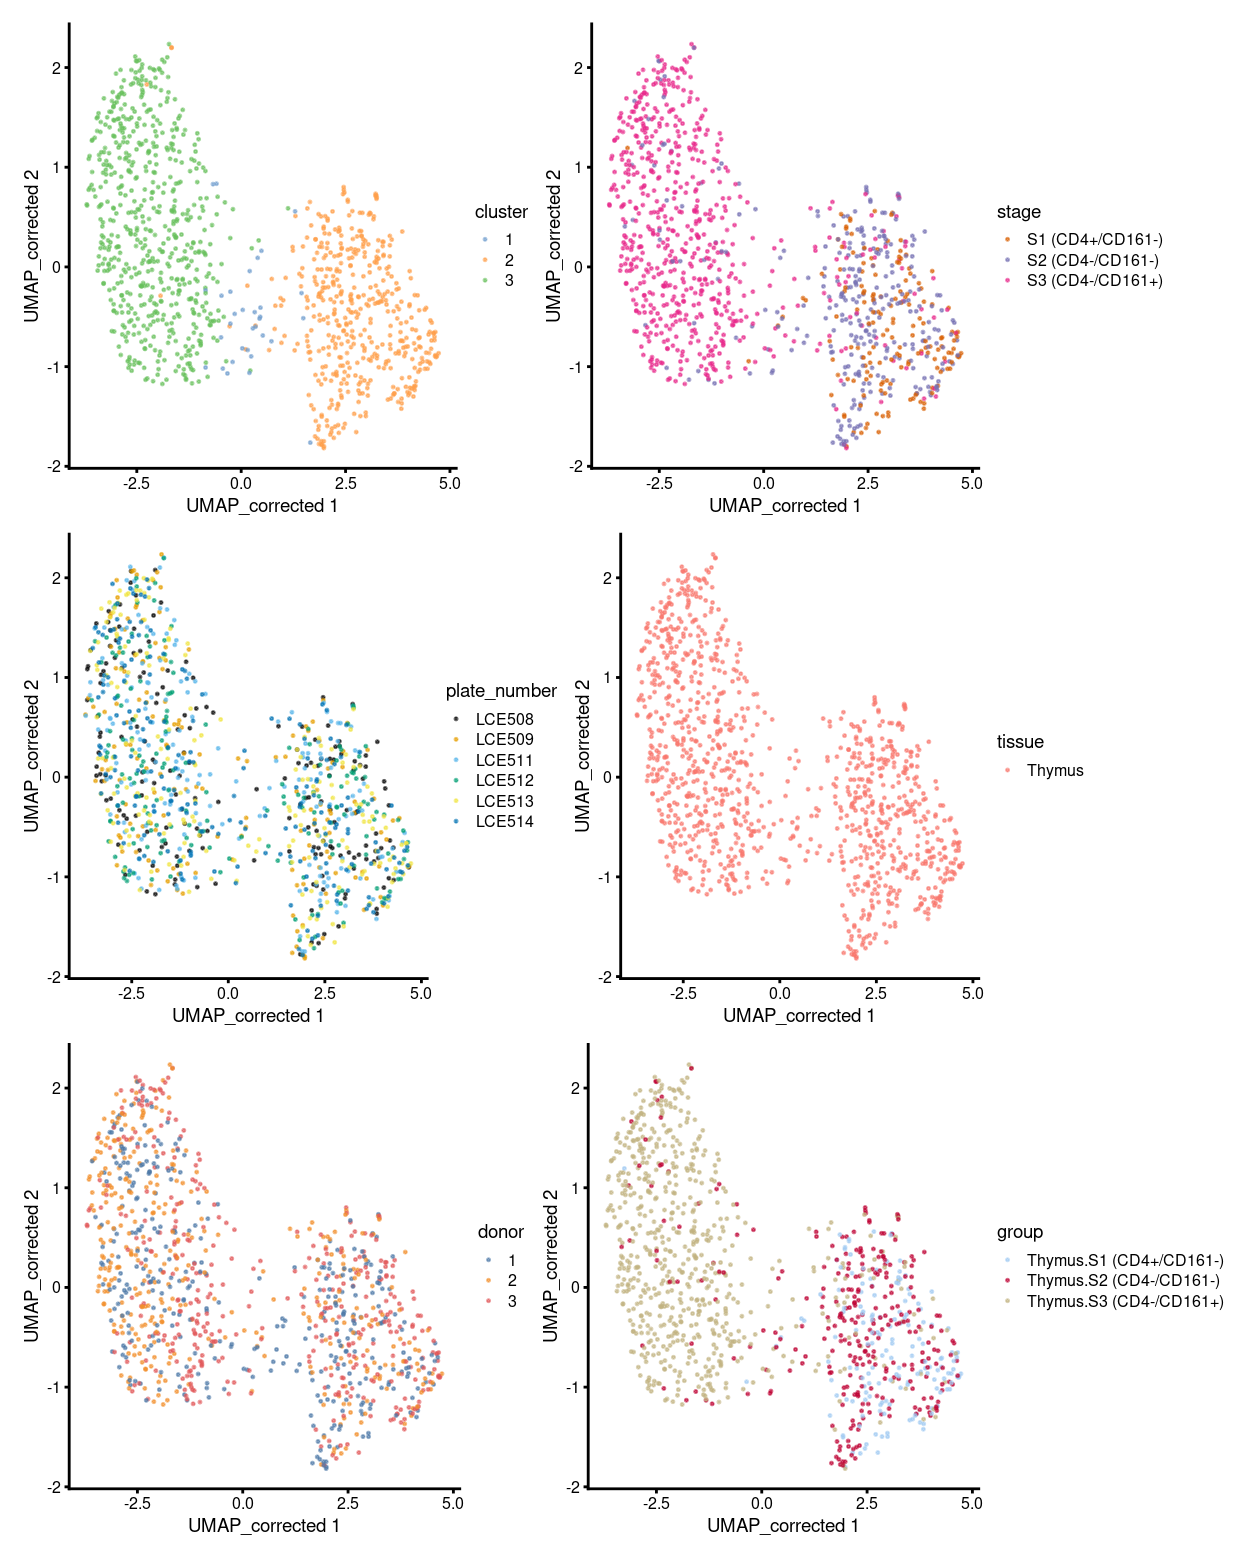 2
1
0
-1
-2
-2.5 0.0 2.5 5.0
UMAP_corrected 1
UMAP_corrected 2
cluster
1
2
3
2
1
0
-1
-2
-2.5 0.0 2.5 5.0
UMAP_corrected 1
UMAP_corrected 2
stage
S1 (CD4+/CD161-)
S2 (CD4-/CD161-)
S3 (CD4-/CD161+)
2
1
0
-1
-2
-2.5 0.0 2.5 5.0
UMAP_corrected 1
UMAP_corrected 2
plate_number
LCE508
LCE509
LCE511
LCE512
LCE513
LCE514
2
1
0
-1
-2
-2.5 0.0 2.5 5.0
UMAP_corrected 1
UMAP_corrected 2
tissue
Thymus
2
1
0
-1
-2
-2.5 0.0 2.5 5.0
UMAP_corrected 1
UMAP_corrected 2
donor
1
2
3
2
1
0
-1
-2
-2.5 0.0 2.5 5.0
UMAP_corrected 1
UMAP_corrected 2
group
Thymus.S1 (CD4+/CD161-)
Thymus.S2 (CD4-/CD161-)
Thymus.S3 (CD4-/CD161+)